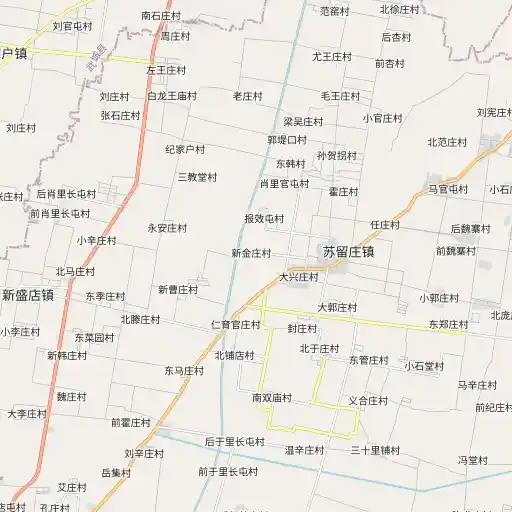 南石庄村
范窑村
北徐庄村
刘官屯村
周庄村
后杏村
武城县
尤王庄村
户镇
左王庄村
前杏村
刘庄村
白龙王庙村
老庄村
毛王庄村
张石庄村
刘宪庄村
梁吴庄村
小官庄村
刘庄村
郭堤口村
北范庄村
纪家户村
孙贺拐村
东韩村
三教堂村
肖里官屯村
霍庄村
马官屯村
小石
后肖里长屯村
庄村
前肖里长屯村
报效屯村
任庄村
永安庄村
后魏寨村
小辛庄村
新金庄村
苏留庄镇
前魏寨村
北马庄村
大兴庄村
新盛店镇
东季庄村
新曹庄村
小郭庄村
大郭庄村
北滕庄村
仁育官庄村
封庄村
东郑庄村
北庞
小李庄村
东菜园村
北于庄村
新韩庄村
北铺店村
东管庄村
小石堂村
东马庄村
马辛庄村
魏庄村
南双庙村
义合庄村
前纪庄村
大李庄村
前霍庄村
后于里长屯村
刘辛庄村
温辛庄村
三十里铺村
冯堂村
岳集村
前于里长屯村
艾庄村
店屯村
孔庄村